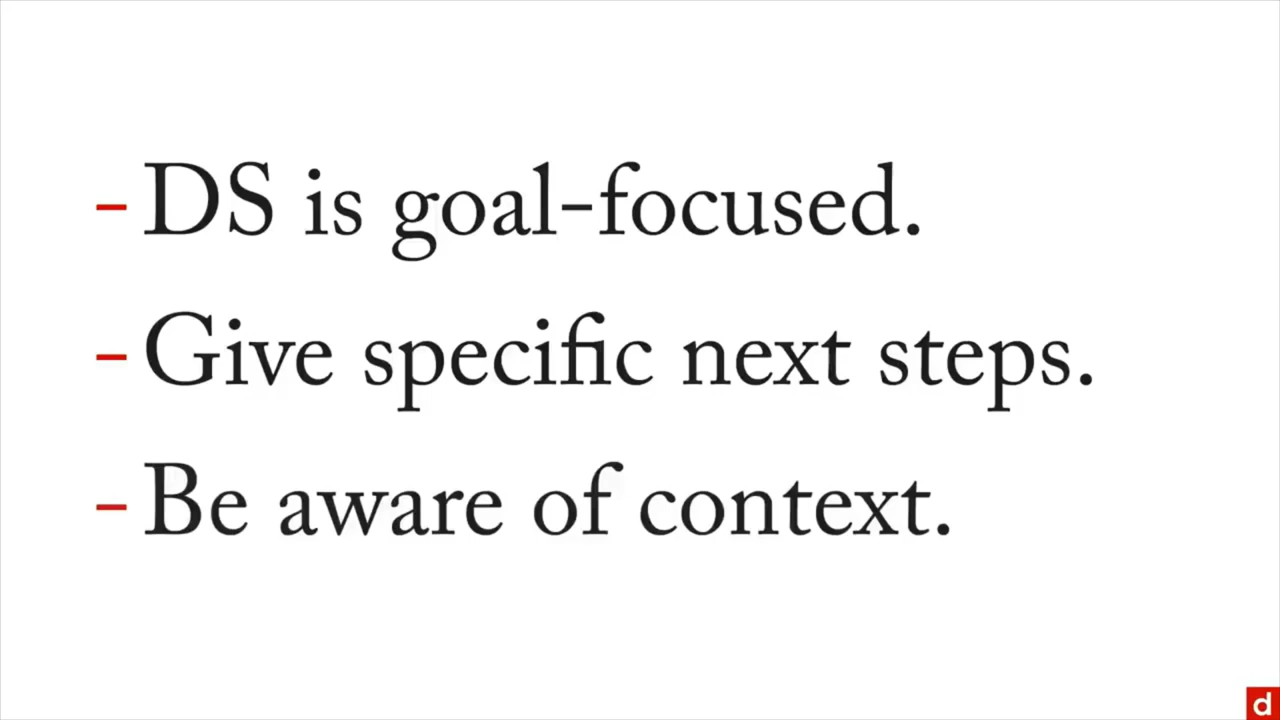 - DS is goal-focused.
- Give specific next steps.
- Be aware of context.
d